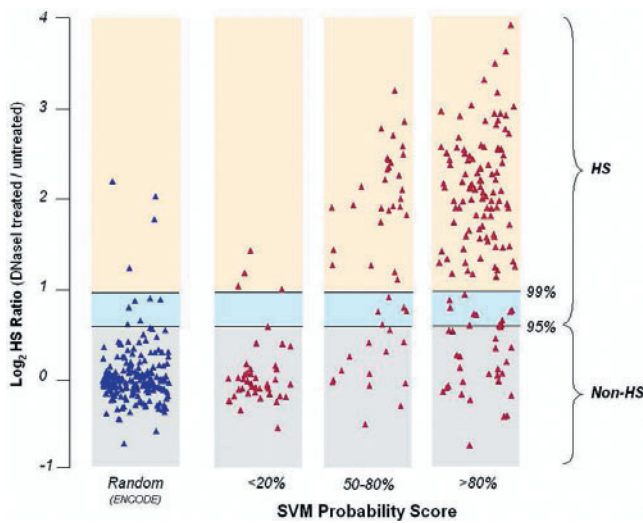 4
3
2
1
0
-1
Log2 HS Ratio (DNaseI treated / untreated)
HS
99%
95%
Non-HS
Random
(ENCODE)
<20%
50-80%
>80%
SVM Probability Score